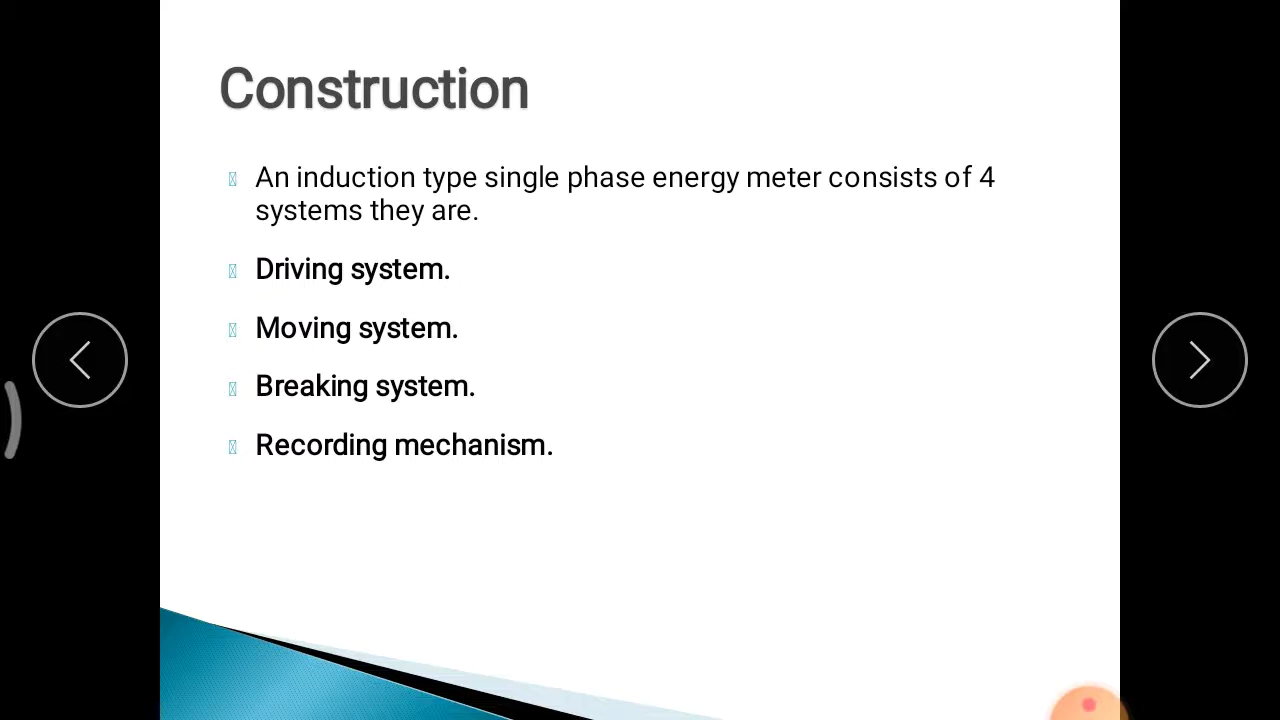 Construction
An induction type single phase energy meter consists of 4
systems they are.
Driving system.
Moving system.
Breaking system.
Recording mechanism.